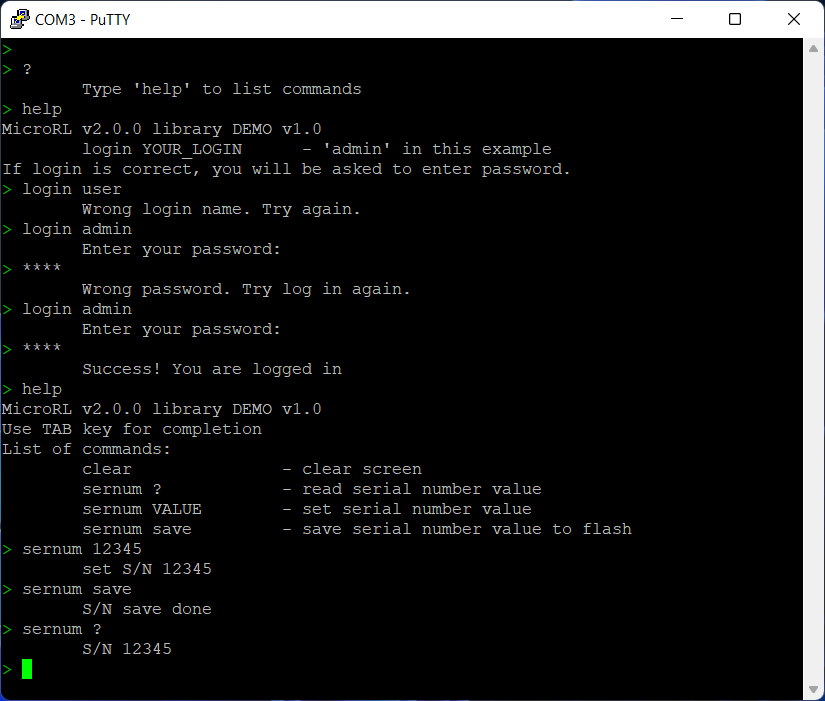 COM3 - PuTTY
>
> ?
        Type 'help' to list commands
> help
MicroRL v2.0.0 library DEMO v1.0
        login YOUR_LOGIN      - 'admin' in this example
If login is correct, you will be asked to enter password.
> login user
        Wrong login name. Try again.
> login admin
        Enter your password:
> ****
        Wrong password. Try log in again.
> login admin
        Enter your password:
> ****
        Success! You are logged in
> help
MicroRL v2.0.0 library DEMO v1.0
Use TAB key for completion
List of commands:
        clear               - clear screen
        sernum ?            - read serial number value
        sernum VALUE        - set serial number value
        sernum save         - save serial number value to flash
> sernum 12345
        set S/N 12345
> sernum save
        S/N save done
> sernum ?
        S/N 12345
>